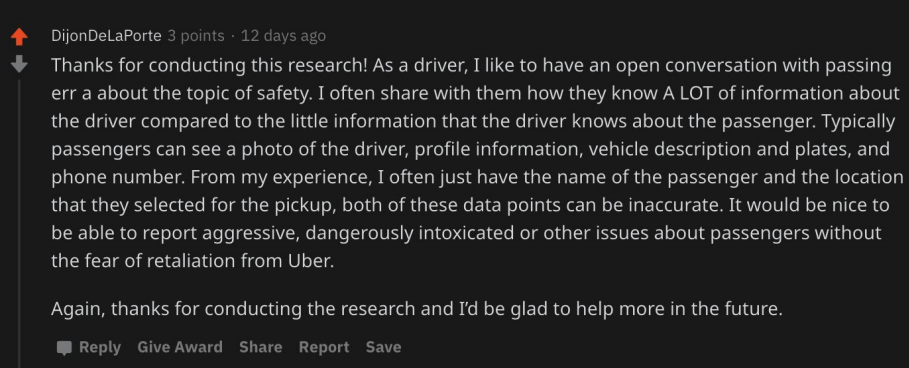 DijonDeLaPorte 3 points · 12 days ago
Thanks for conducting this research! As a driver, I like to have an open conversation with passing
err a about the topic of safety. I often share with them how they know A LOT of information about
the driver compared to the little information that the driver knows about the passenger. Typically
passengers can see a photo of the driver, profile information, vehicle description and plates, and
phone number. From my experience, I often just have the name of the passenger and the location
that they selected for the pickup, both of these data points can be inaccurate. It would be nice to
be able to report aggressive, dangerously intoxicated or other issues about passengers without
the fear of retaliation from Uber.
Again, thanks for conducting the research and I'd be glad to help more in the future.
Reply Give Award Share Report Save